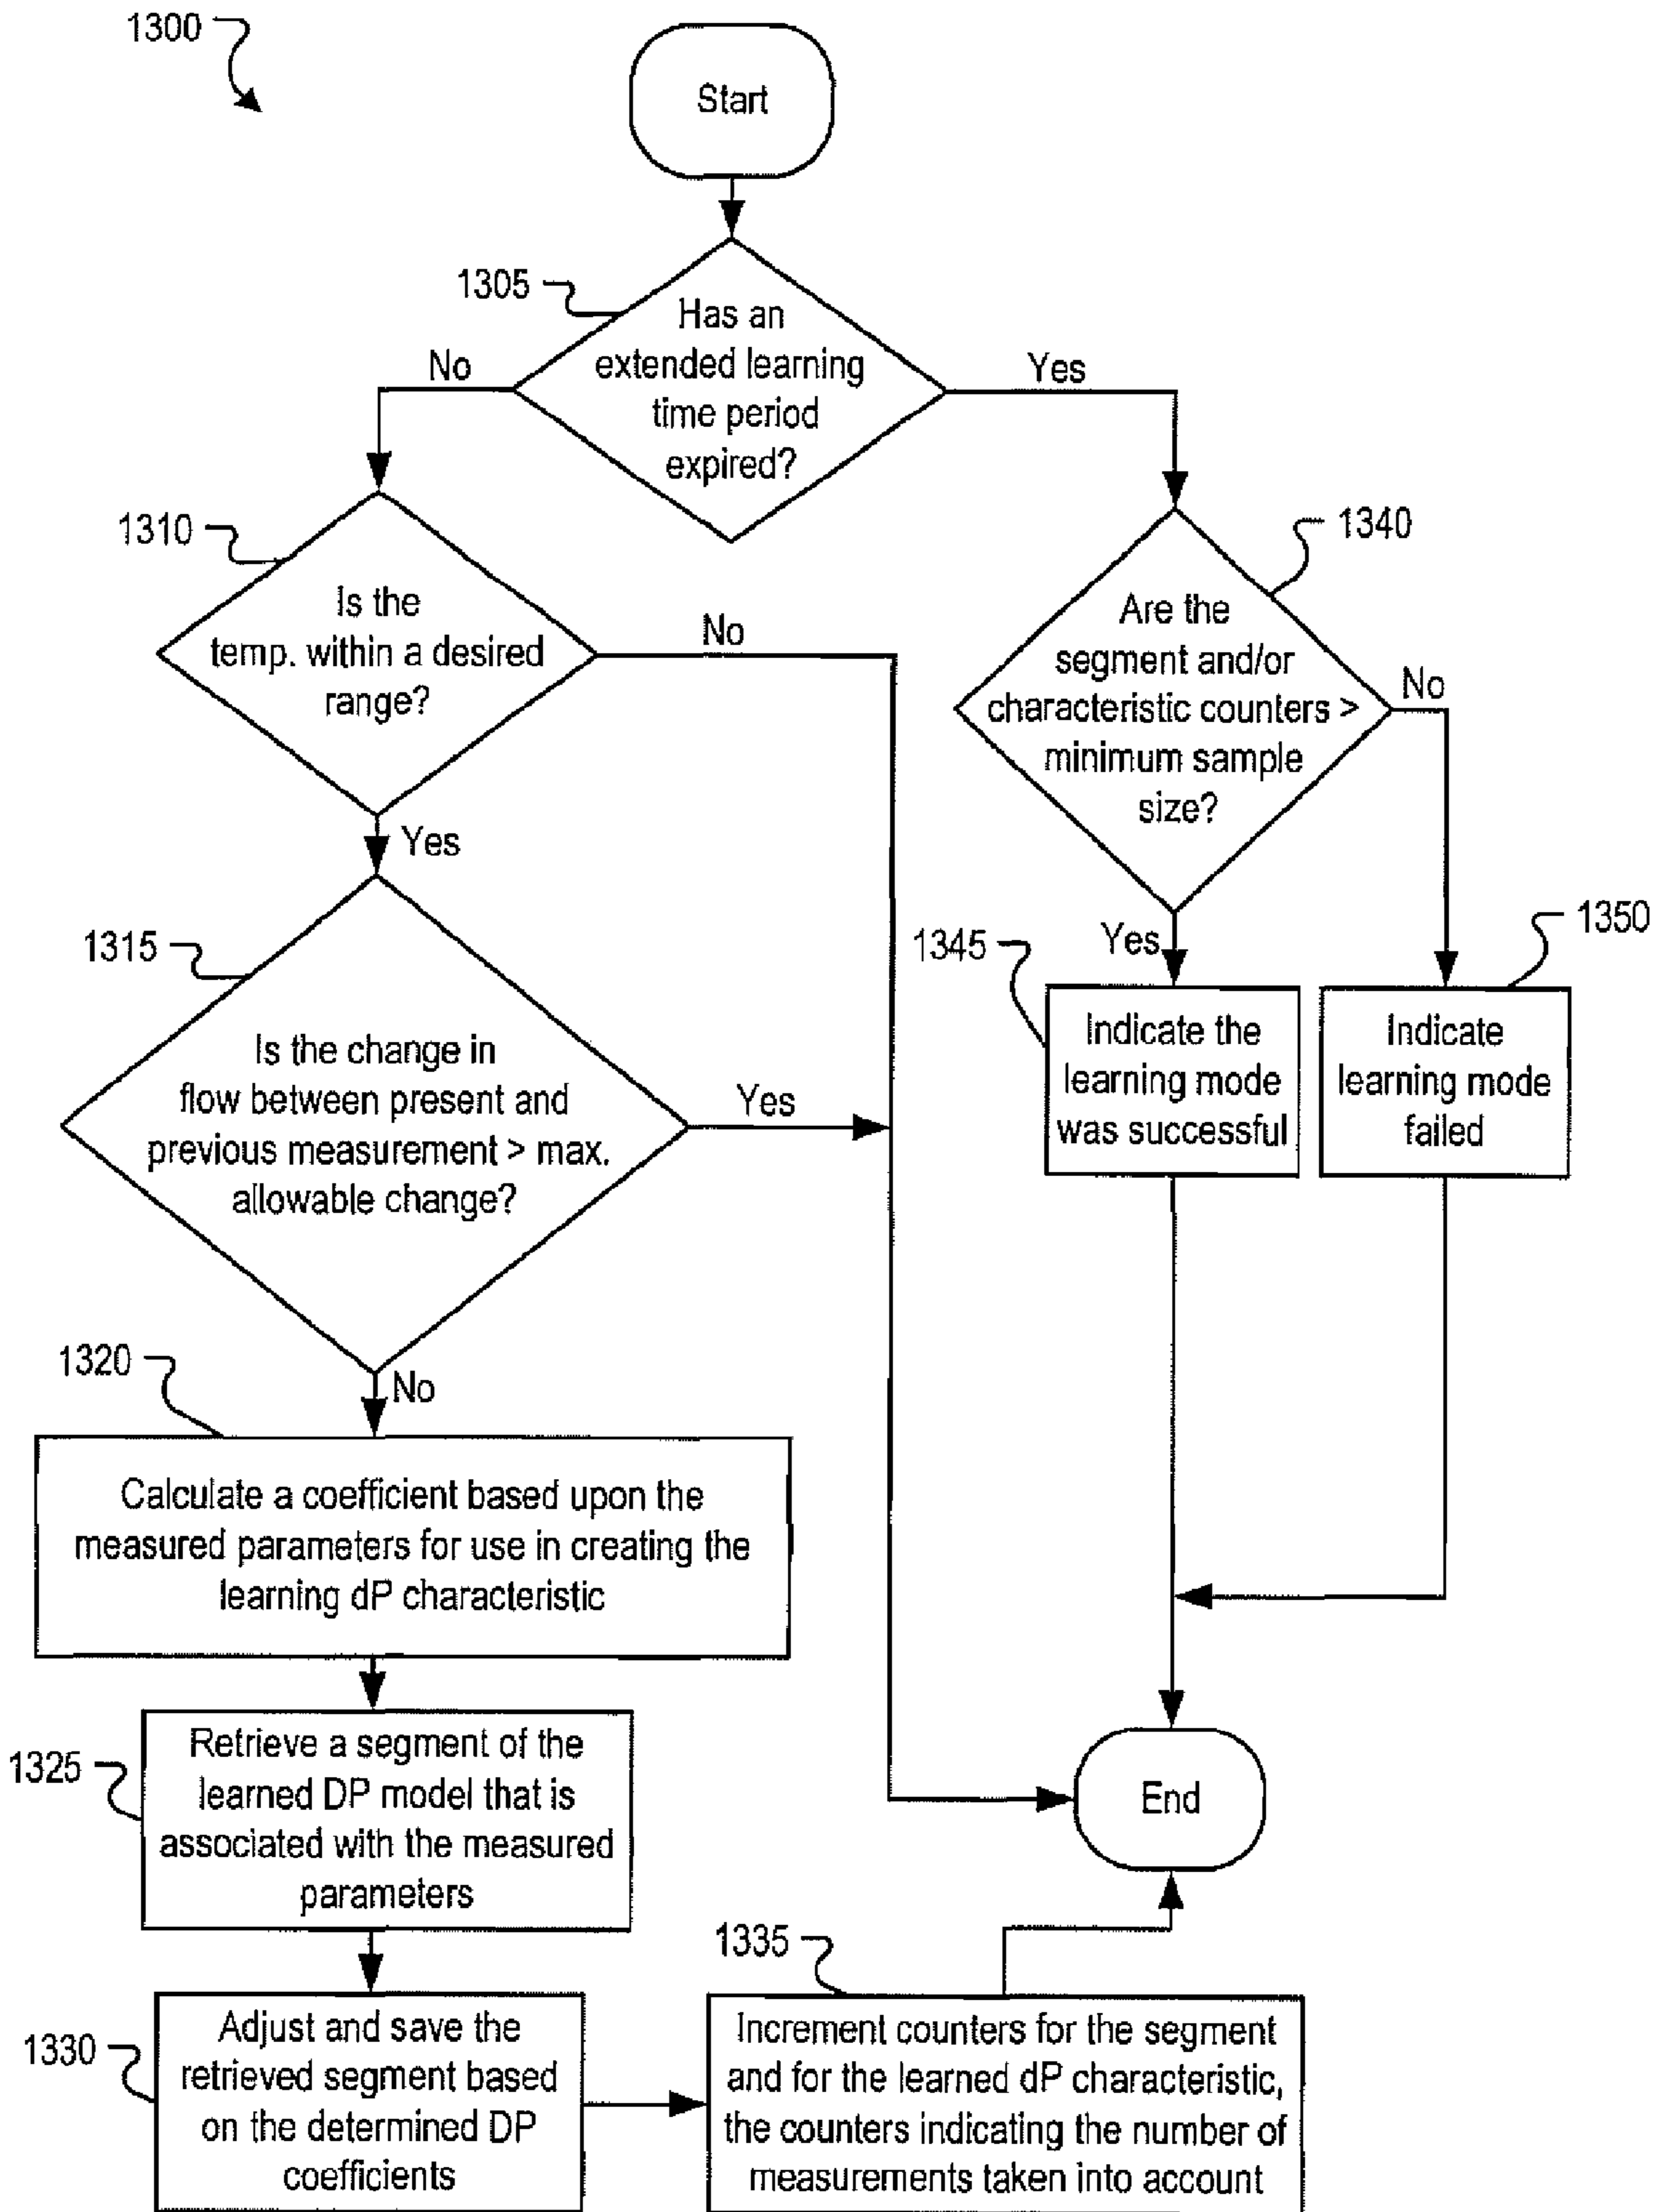 1300
Start
1305
Has an
extended learning
time period
expired?
No
Yes
1310
Is the
temp. within a desired
range?
No
Yes
1340
Are the
segment and/or
characteristic counters >
minimum sample
size?
No
Yes
1315
Is the change in
flow between present and
previous measurement > max.
allowable change?
Yes
No
1345
Indicate the
learning mode
was successful
1350
Indicate
learning mode
failed
1320
Calculate a coefficient based upon the
measured parameters for use in creating the
learning dP characteristic
1325
Retrieve a segment of the
learned DP model that is
associated with the measured
parameters
End
1330
Adjust and save the
retrieved segment based
on the determined DP
coefficients
1335
Increment counters for the segment
and for the learned dP characteristic,
the counters indicating the number of
measurements taken into account